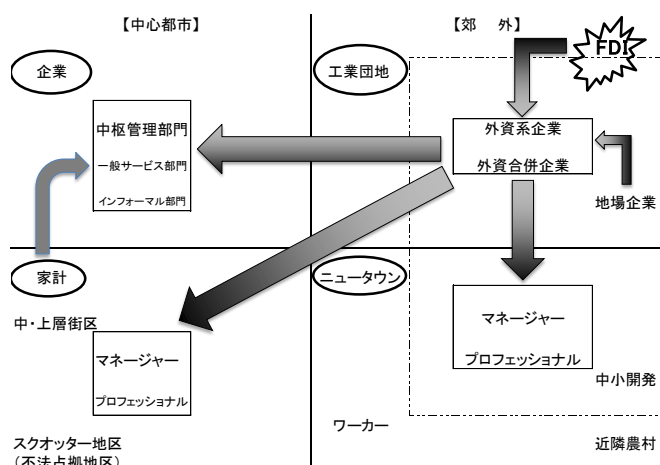 【中心都市】
【郊　外】
FDI
企業
工業団地
中枢管理部門
一般サービス部門
インフォーマル部門
外資系企業
外資合併企業
地場企業
家計
ニュータウン
中・上層街区
マネージャー
プロフェッショナル
マネージャー
プロフェッショナル
中小開発
ワーカー
スクオッター地区
(不法占拠地区)
近隣農村